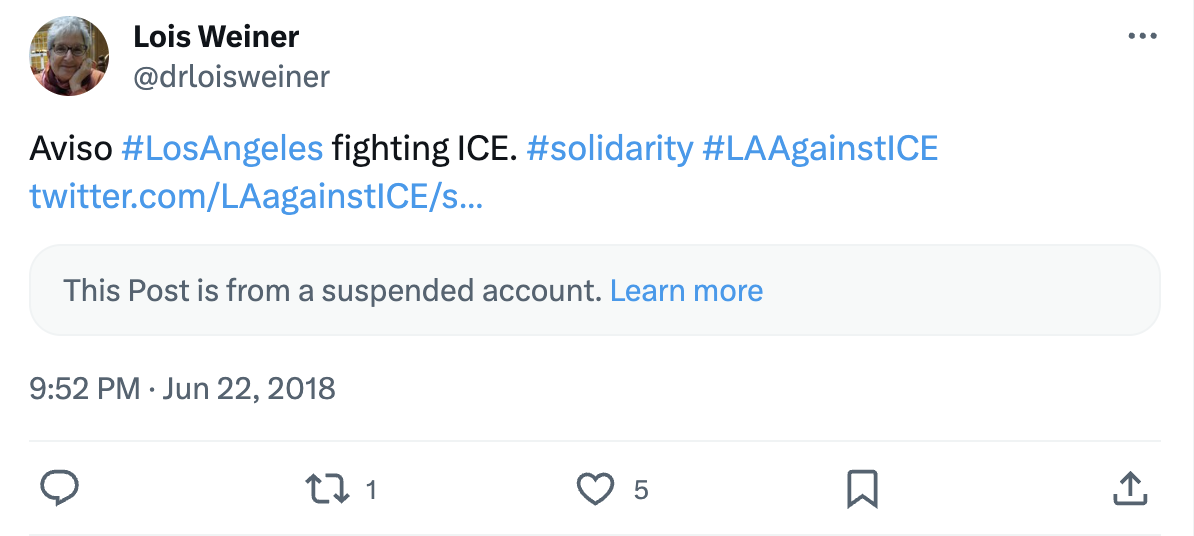 Lois Weiner
@drloisweiner
Aviso #LosAngeles fighting ICE. #solidarity #LAAgainstICE
twitter.com/LAagainstICE/s...
This Post is from a suspended account. Learn more
9:52 PM · Jun 22, 2018
1 5